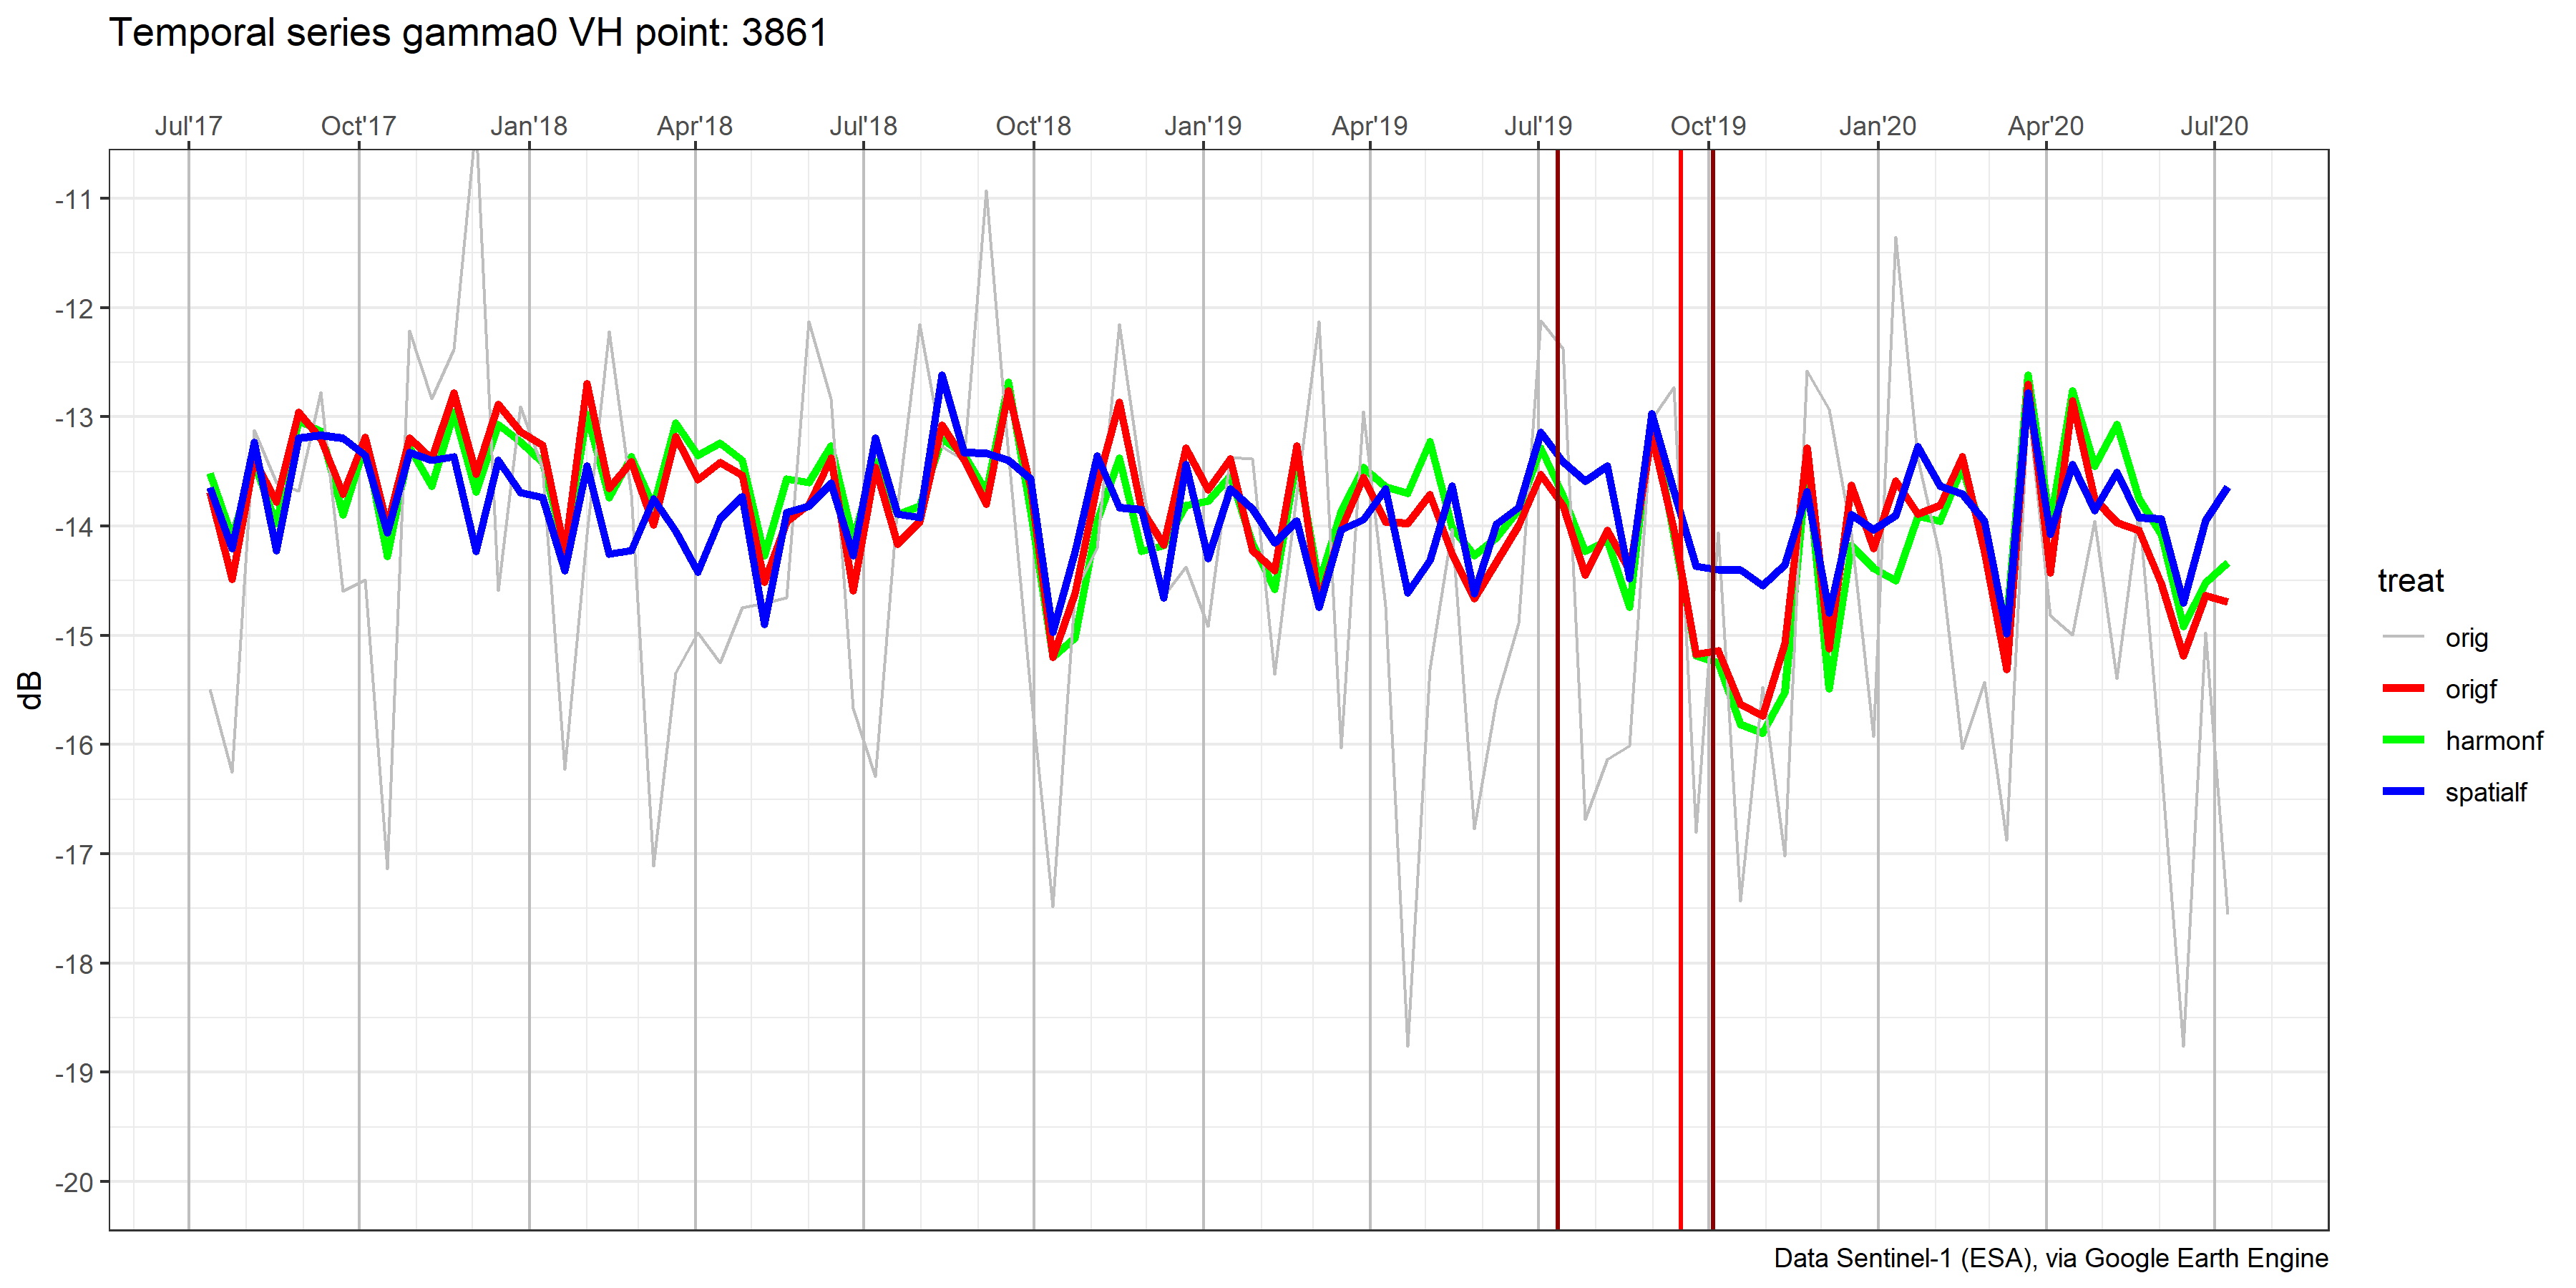 Temporal series gamma0 VH point: 3861
Jul'17 Oct'17 Jan'18 Apr'18 Jul'18 Oct'18 Jan'19 Apr'19 Jul'19 Oct'19 Jan'20 Apr'20 Jul'20
-11
-12
-13
-14
-15
-16
-17
-18
-19
-20
dB
treat
orig
origf
harmonf
spatialf
Data Sentinel-1 (ESA), via Google Earth Engine